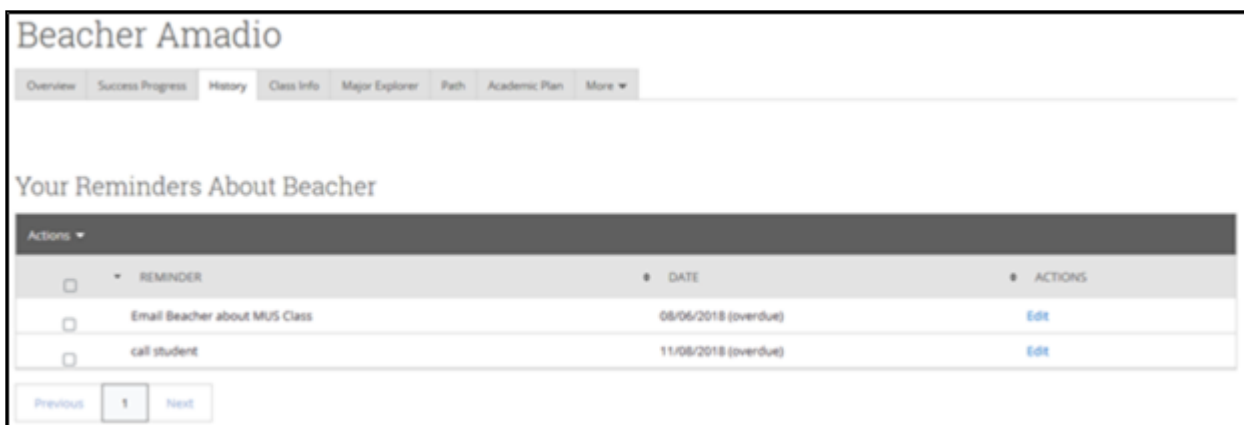 Beacher Amadio
Overview Success Progress History Class Info Major Explorer Path Academic Plan More
Your Reminders About Beacher
Actions
REMINDER DATE ACTIONS
Email Beacher about MUS Class 08/06/2018 (overdue) Edit
call student 11/08/2018 (overdue) Edit
Previous 1 Next